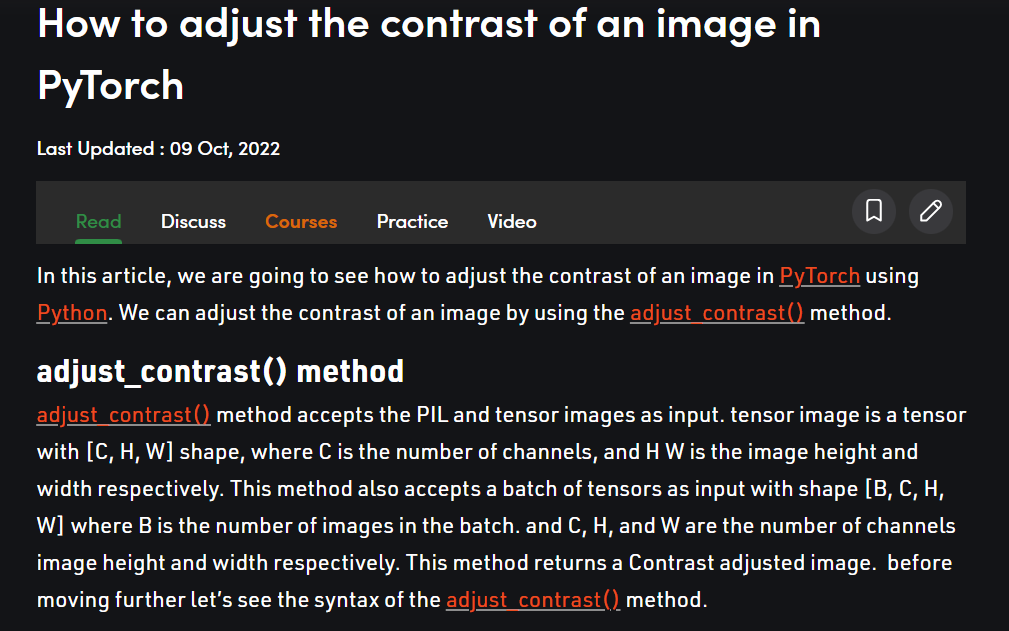 How to adjust the contrast of an image in
PyTorch
Last Updated : 09 Oct, 2022
Read Discuss Courses Practice Video
In this article, we are going to see how to adjust the contrast of an image in PyTorch using
Python. We can adjust the contrast of an image by using the adjust_contrast() method.
adjust_contrast() method
adjust_contrast() method accepts the PIL and tensor images as input. tensor image is a tensor
with [C, H, W] shape, where C is the number of channels, and H W is the image height and
width respectively. This method also accepts a batch of tensors as input with shape [B, C, H,
W] where B is the number of images in the batch. and C, H, and W are the number of channels
image height and width respectively. This method returns a Contrast adjusted image.  before
moving further let’s see the syntax of the adjust_contrast() method.